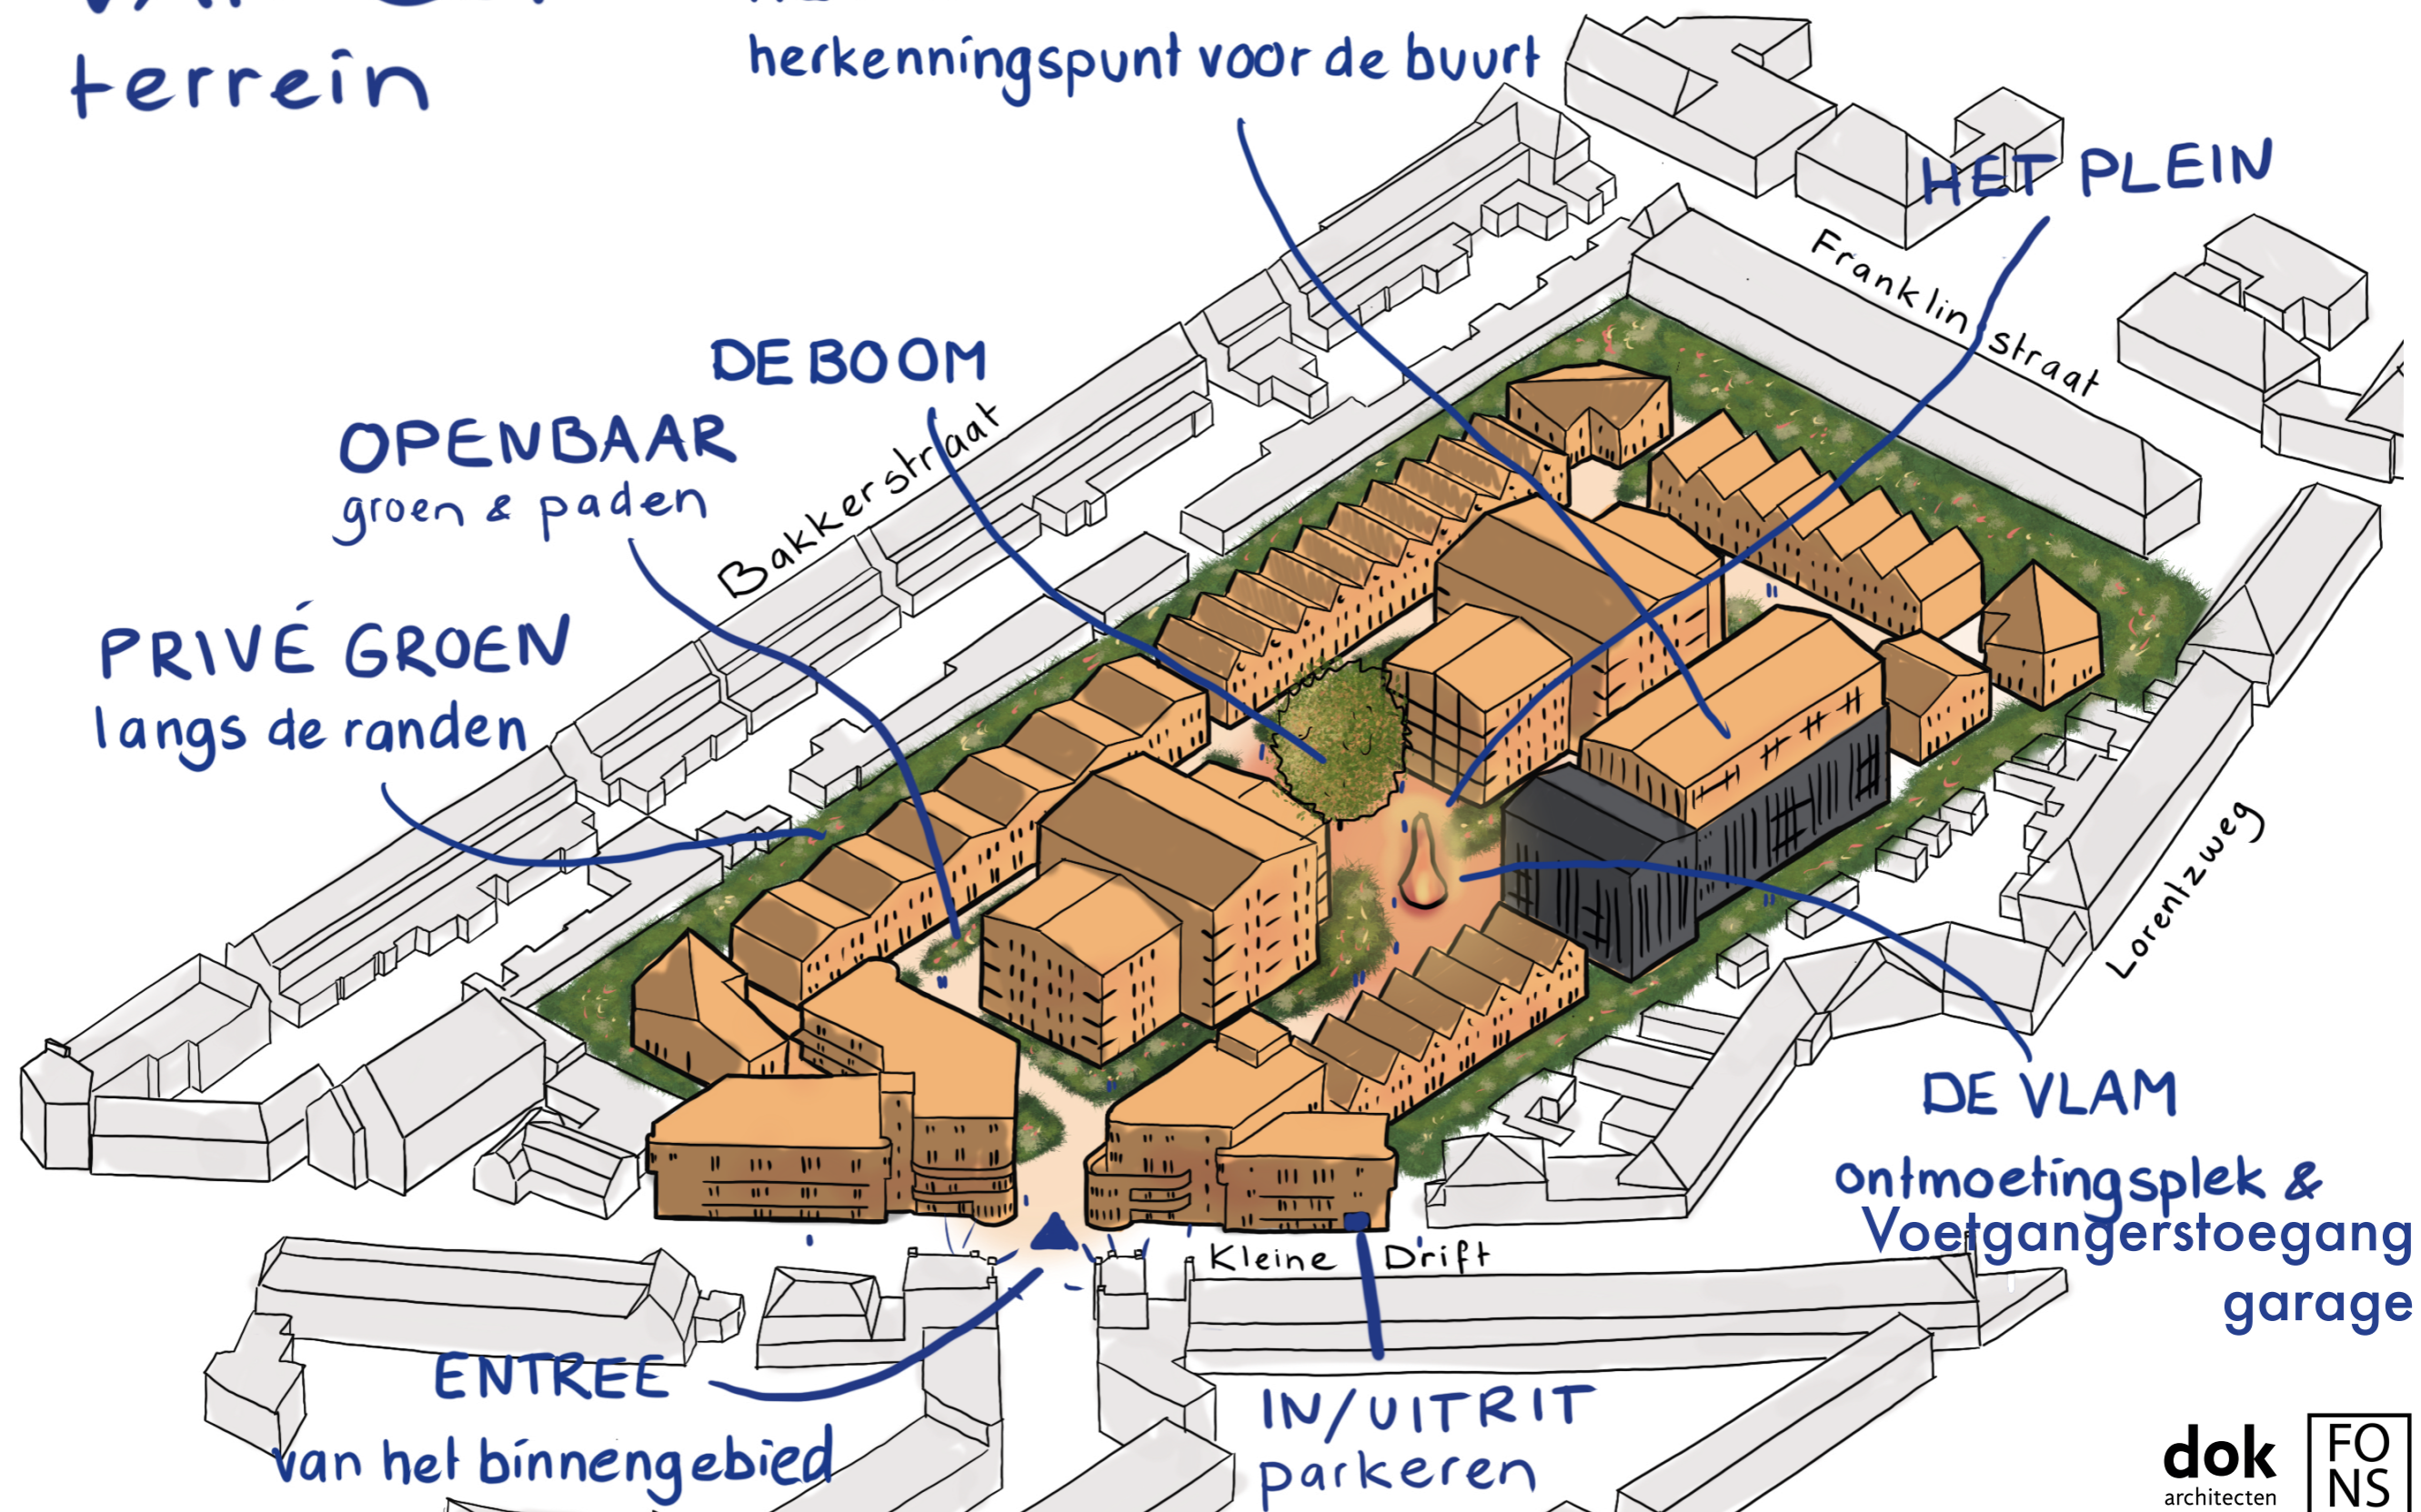 terrein
herkenningspunt voor de buurt
HET PLEIN
Franklinstraat
DE BOOM
OPENBAAR
groen & paden
Bakkerstraat
PRIVÉ GROEN
langs de randen
Lorentzweg
DE VLAM
ontmoetingsplek &
Voetgangerstoegang
garage
Kleine Drift
ENTREE
van het binnengebied
IN/UITRIT
parkeren
dok
architecten
FO
NS